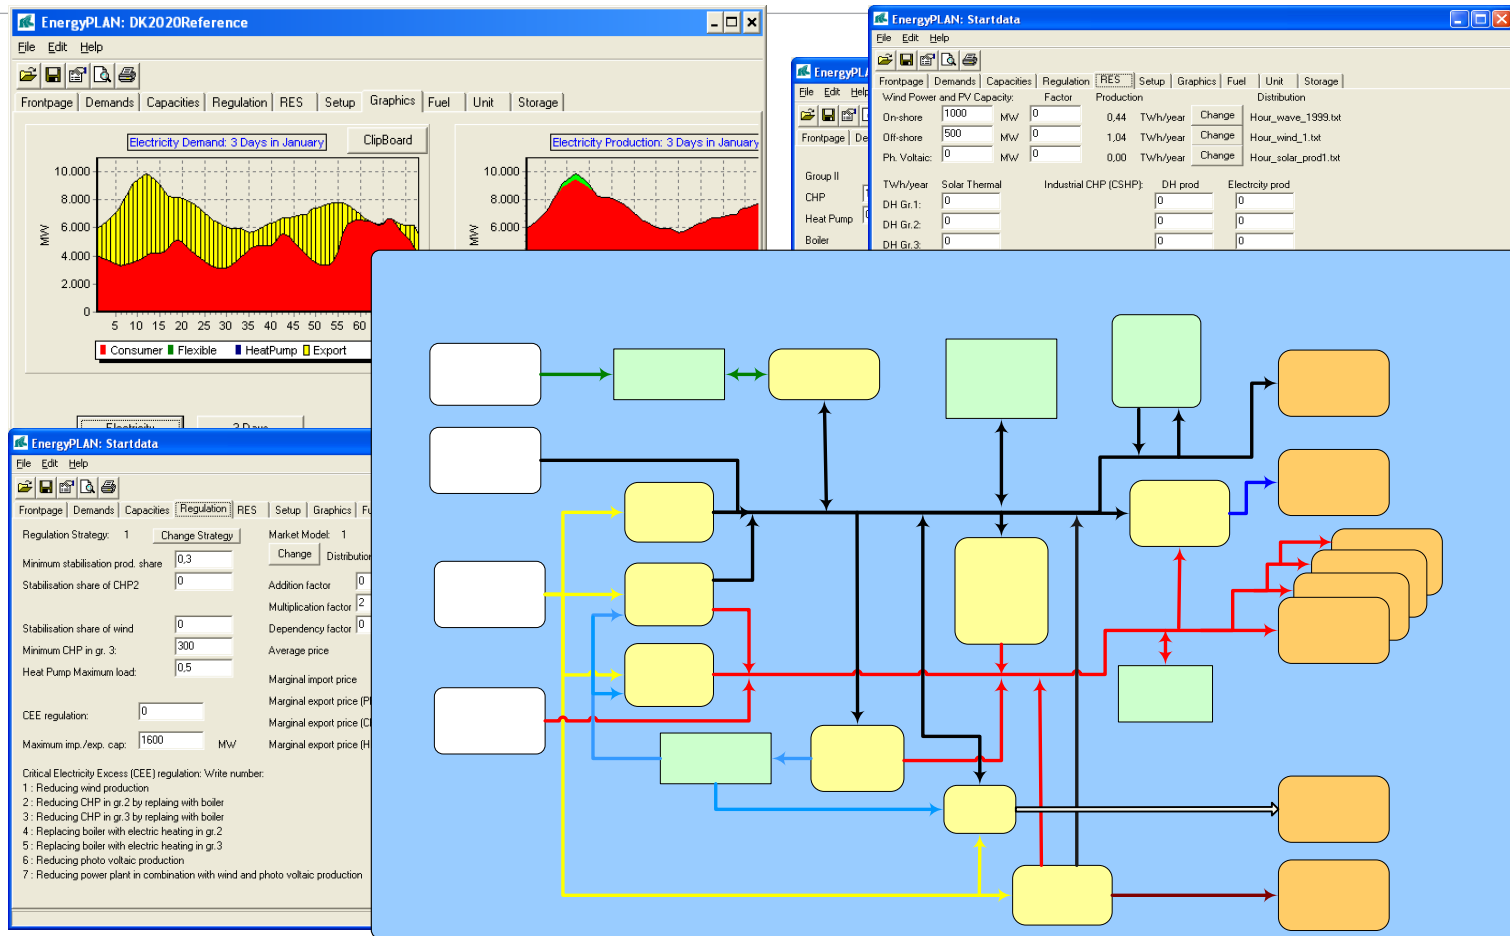 EnergyPLAN: DK2020Reference
File Edit Help
Frontpage Demands Capacities Regulation RES Setup Graphics Fuel Unit Storage
Electricity Demand: 3 Days in January
ClipBoard
Electricity Production: 3 Days in January
10.000
8.000
6.000
4.000
2.000
0
MW
5 10 15 20 25 30 35 40 45 50 55 60
Consumer Flexible HeatPump Export
10.000
8.000
6.000
MW
Electricity
3 Days
EnergyPLAN: Startdata
File Edit Help
Frontpage Demands Capacities Regulation RES Setup Graphics
Regulation Strategy: 1 Change Strategy
Market Model: 1
Change
Minimum stabilisation prod. share 0,3
Stabilisation share of CHP2 0
Addition factor 0
Multiplication factor 2
Stabilisation share of wind 0
Dependency factor 0
Minimum CHP in gr. 3: 300
Average price
Heat Pump Maximum load: 0,5
Marginal import price
Marginal export price
CEE regulation: 0
Marginal export price
Maximum imp./exp. cap: 1600 MW
Marginal export price
Critical Electricity Excess (CEE) regulation: Write number:
1 : Reducing wind production
2 : Reducing CHP in gr.2 by replaing with boiler
3 : Reducing CHP in gr.3 by replaing with boiler
4 : Replacing boiler with electric heating in gr.2
5 : Replacing boiler with electric heating in gr.3
6 : Reducing photo voltaic production
7 : Reducing power plant in combination with wind and photo voltaic production
File Edit
Frontpage
Group II
CHP
Heat Pump
Boiler
EnergyPLAN: Startdata
File Edit Help
Frontpage Demands Capacities Regulation RES Setup Graphics Fuel Unit Storage
Wind Power and PV Capacity: Factor Production Distribution
On-shore 1000 MW 0 0,44 TWh/year Change Hour_wave_1999.txt
Off-shore 500 MW 0 1,04 TWh/year Change Hour_wind_1.txt
Ph. Voltaic: 0 MW 0 0,00 TWh/year Change Hour_solar_prod1.txt
TWh/year Solar Thermal Industrial CHP (CSHP): DH prod Electrcity prod
DH Gr.1: 0 0 0
DH Gr.2: 0 0 0
DH Gr.3: 0 0 0